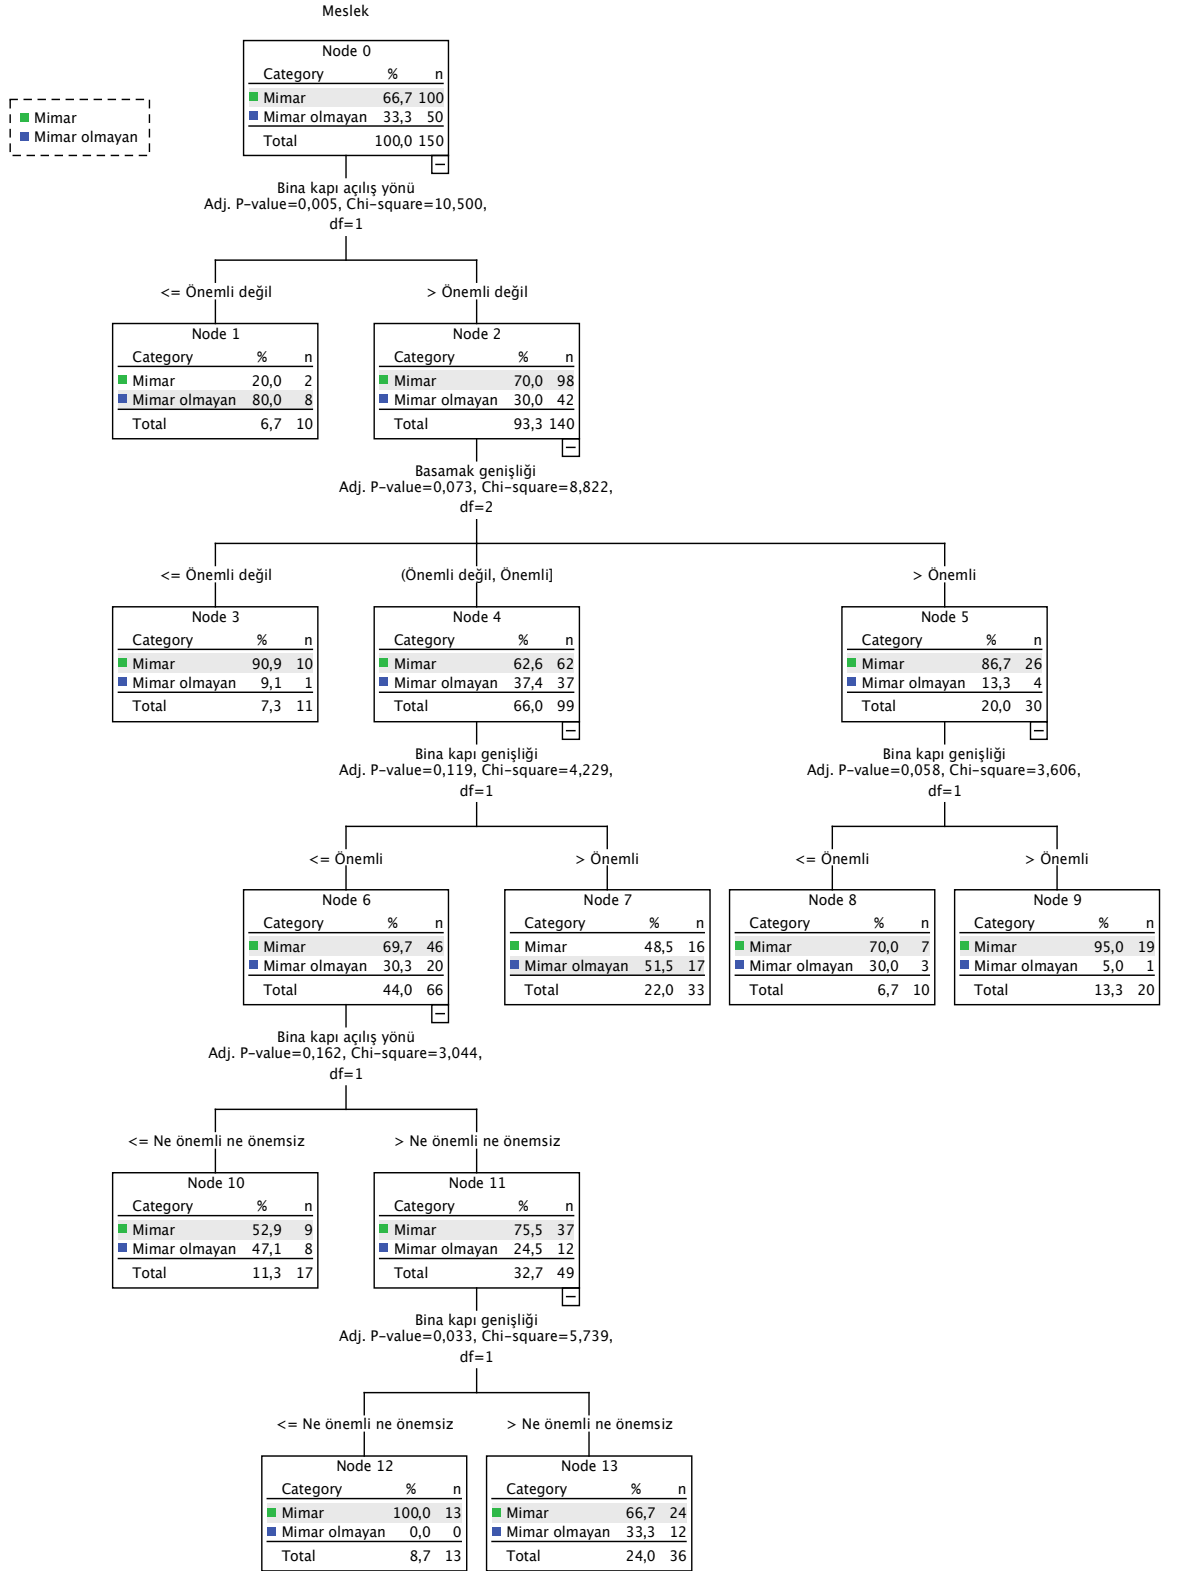 Meslek
Mimar
Mimar olmayan
Node 0
Category % n
Mimar 66,7 100
Mimar olmayan 33,3 50
Total 100,0 150
Bina kapı açılış yönü
Adj. P-value=0,005, Chi-square=10,500,
df=1
<= Önemli değil
> Önemli değil
Node 1
Category % n
Mimar 20,0 2
Mimar olmayan 80,0 8
Total 6,7 10
Node 2
Category % n
Mimar 70,0 98
Mimar olmayan 30,0 42
Total 93,3 140
Basamak genişliği
Adj. P-value=0,073, Chi-square=8,822,
df=2
<= Önemli değil
(Önemli değil, Önemli]
> Önemli
Node 3
Category % n
Mimar 90,9 10
Mimar olmayan 9,1 1
Total 7,3 11
Node 4
Category % n
Mimar 62,6 62
Mimar olmayan 37,4 37
Total 66,0 99
Node 5
Category % n
Mimar 86,7 26
Mimar olmayan 13,3 4
Total 20,0 30
Bina kapı genişliği
Adj. P-value=0,119, Chi-square=4,229,
df=1
Bina kapı genişliği
Adj. P-value=0,058, Chi-square=3,606,
df=1
<= Önemli
> Önemli
<= Önemli
> Önemli
Node 6
Category % n
Mimar 69,7 46
Mimar olmayan 30,3 20
Total 44,0 66
Node 7
Category % n
Mimar 48,5 16
Mimar olmayan 51,5 17
Total 22,0 33
Node 8
Category % n
Mimar 70,0 7
Mimar olmayan 30,0 3
Total 6,7 10
Node 9
Category % n
Mimar 95,0 19
Mimar olmayan 5,0 1
Total 13,3 20
Bina kapı açılış yönü
Adj. P-value=0,162, Chi-square=3,044,
df=1
<= Ne önemli ne önemsiz
> Ne önemli ne önemsiz
Node 10
Category % n
Mimar 52,9 9
Mimar olmayan 47,1 8
Total 11,3 17
Node 11
Category % n
Mimar 75,5 37
Mimar olmayan 24,5 12
Total 32,7 49
Bina kapı genişliği
Adj. P-value=0,033, Chi-square=5,739,
df=1
<= Ne önemli ne önemsiz
> Ne önemli ne önemsiz
Node 12
Category % n
Mimar 100,0 13
Mimar olmayan 0,0 0
Total 8,7 13
Node 13
Category % n
Mimar 66,7 24
Mimar olmayan 33,3 12
Total 24,0 36